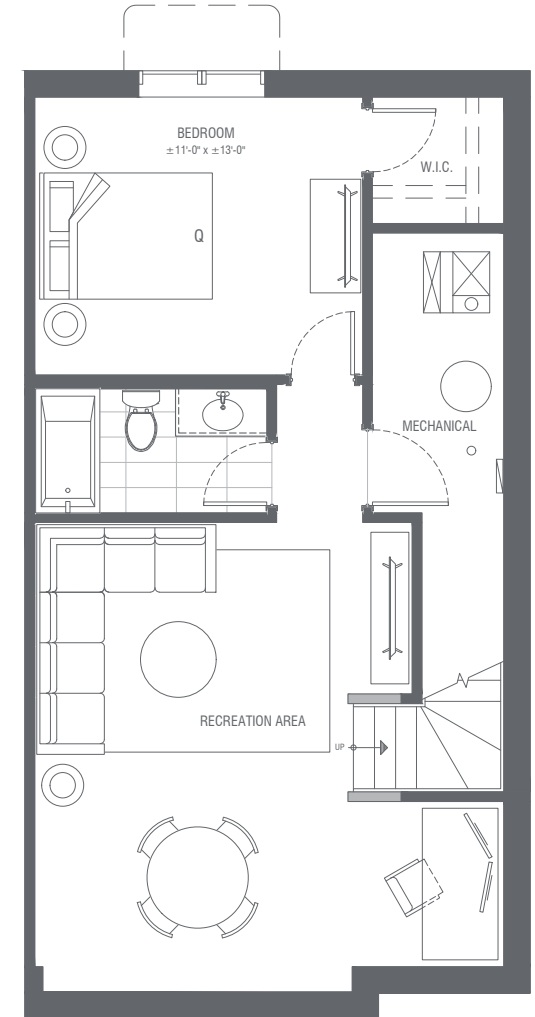 BEDROOM
±11'-0" x ±13'-0"
W.I.C.
Q
MECHANICAL
RECREATION AREA
UP